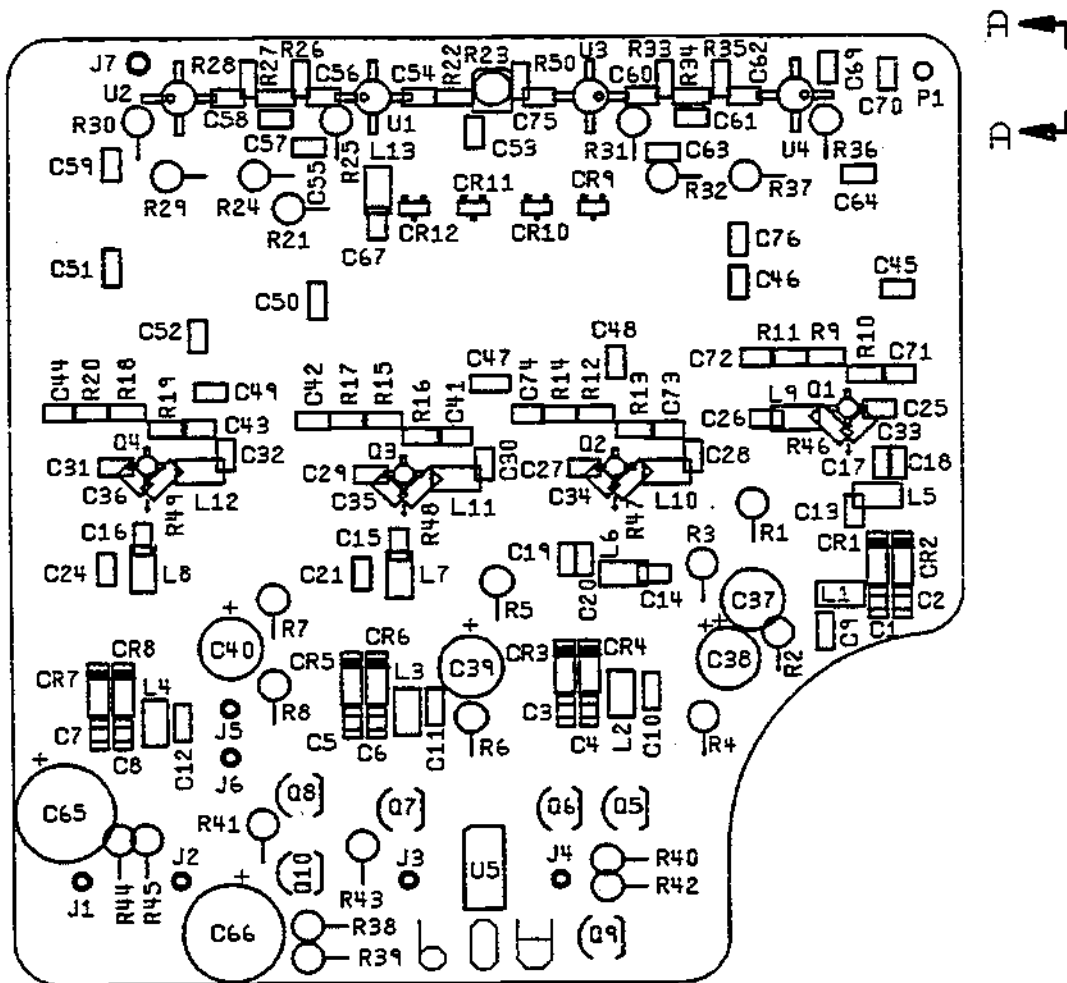 A
J7
R28
R27
R26
C56
C54
R22
R23
R50
U3
C60
R33
R34
R35
C62
C69
C70
P1
U2
R30
C58
C57
U1
C75
C53
R31
C61
C63
U4
R36
A
C59
R29
R24
C55
R25
L13
CR11
CR9
R32
R37
C64
R21
CR12
CR10
C67
C76
C51
C50
C46
C45
C52
C48
C72
R11
R9
R10
C71
C44
R20
R18
R19
C49
C42
R17
R15
R16
C41
C47
C74
R14
R12
R13
C73
L9
Q1
C26
C25
C43
Q4
C32
Q3
C30
Q2
C28
R46
C33
C31
C36
R49
L12
C29
C35
R48
L11
C27
C34
R47
L10
C17
C18
C13
L5
C16
C15
C19
L6
R3
R1
CR1
CR2
C24
L8
C21
L7
R5
C20
C14
C37
L1
C2
+
R7
+
++
C9
C1
C40
CR5
CR6
C39
CR3
CR4
C38
R2
CR7
CR8
L4
R8
L3
L2
C7
C8
C12
J5
C5
C6
C11
R6
C3
C4
C10
R4
+
J6
C65
Q8
Q7
Q6
Q5
R41
J2
+
Q10
J3
U5
J4
R40
R42
J1
R44
R45
R43
C66
R38
R39
Q9